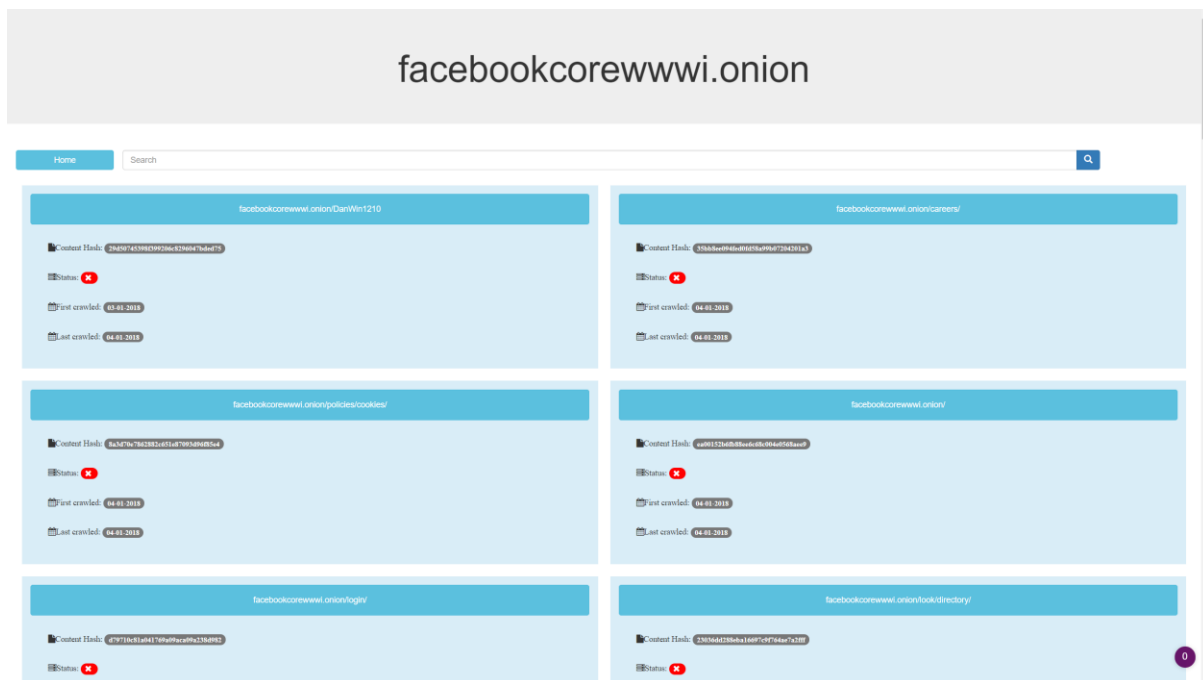 facebookcorewwwi.onion
Home
Search
facebookcorewwwi.onion/DanWin1210
Content Hash:
Status:
First crawled: 03-01-2018
Last crawled: 04-01-2018
facebookcorewwwi.onion/careers/
Content Hash:
Status:
First crawled: 04-01-2018
Last crawled: 04-01-2018
facebookcorewwwi.onion/policies/cookies/
Content Hash:
Status:
First crawled: 04-01-2018
Last crawled: 04-01-2018
facebookcorewwwi.onion/
Content Hash:
Status:
First crawled: 04-01-2018
Last crawled: 04-01-2018
facebookcorewwwi.onion/login/
Content Hash:
Status:
facebookcorewwwi.onion/look/directory/
Content Hash:
Status:
0